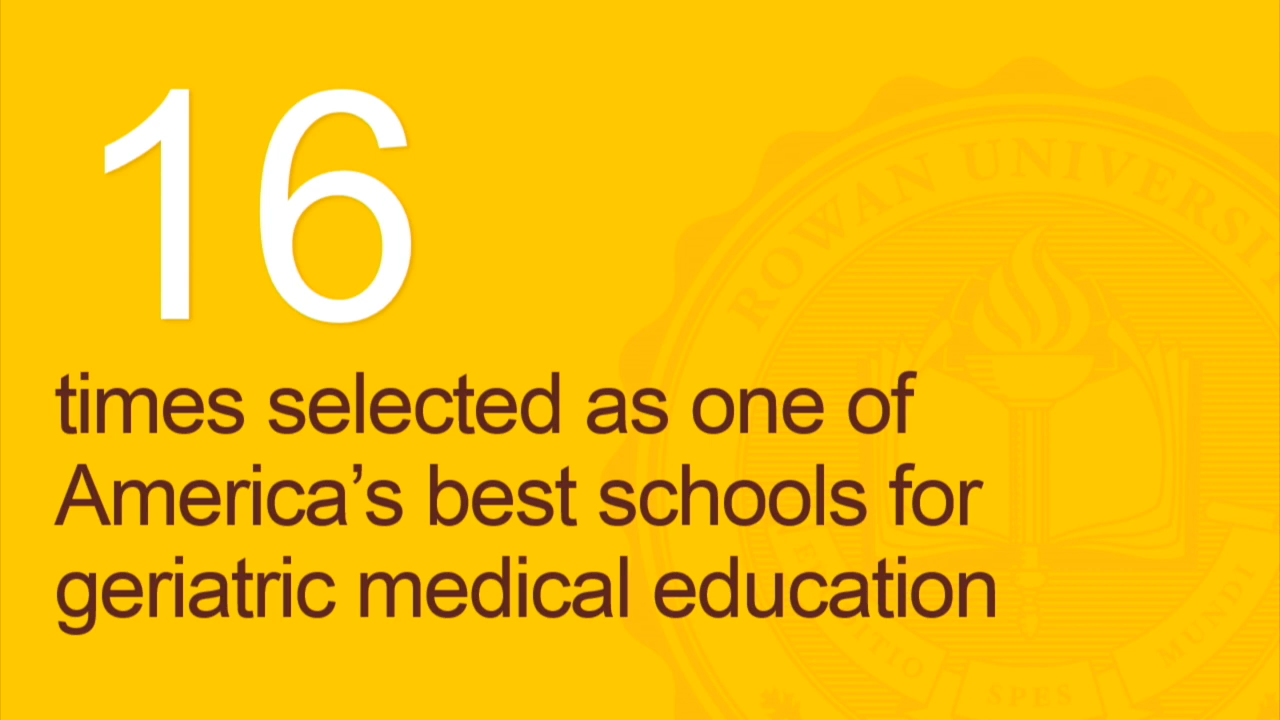 16
times selected as one of
America’s best schools for
geriatric medical education
ROWAN UNIVERSI
SPES
MUNDI